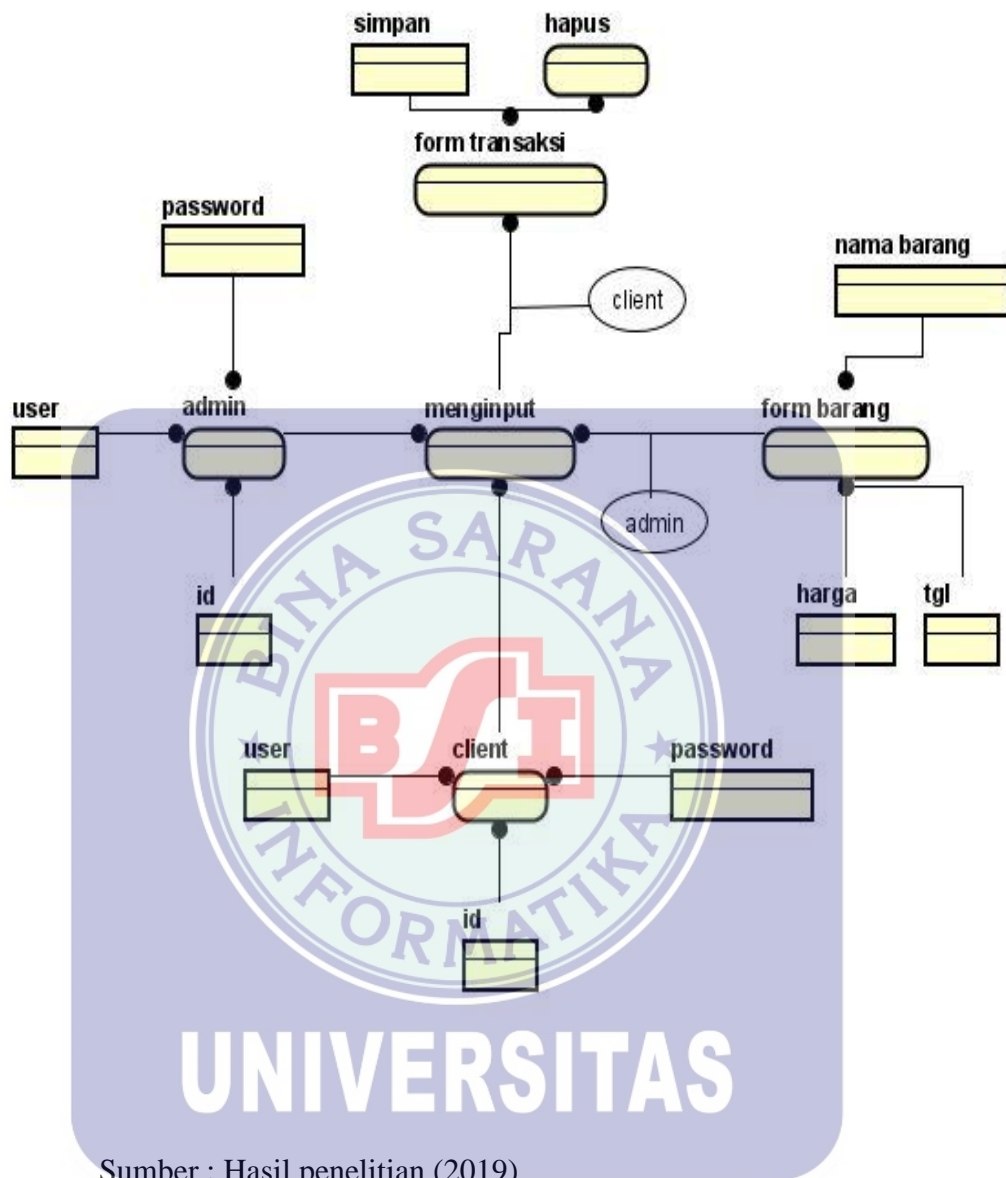 simpan
hapus
form transaksi
password
nama barang
client
user
admin
menginput
form barang
admin
id
harga
tgl
BINA SARANA
BSI
user
client
password
INFORMATIKA
id
UNIVERSITAS
Sumber : Hasil penelitian (2019)